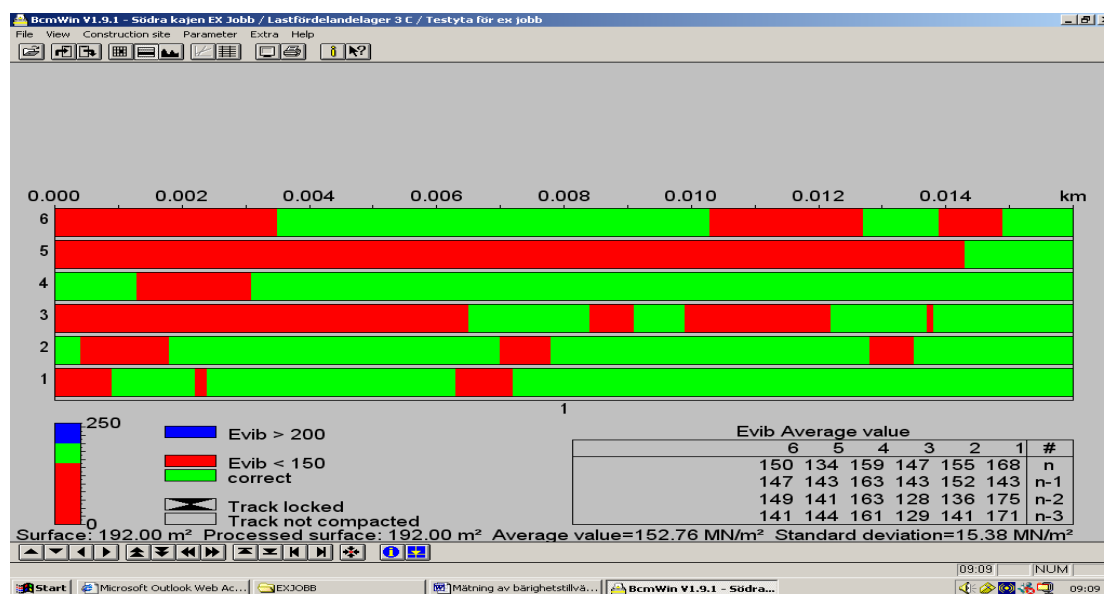 BcmWin V1.9.1 - Södra kajen EX Jobb / Lastfördelandelager 3 C / Testyta för ex jobb
File View Construction site Parameter Extra Help
0.000 0.002 0.004 0.006 0.008 0.010 0.012 0.014 km
6
5
4
3
2
1
1
250
0
Evib > 200
Evib < 150
correct
Track locked
Track not compacted
Evib Average value
6 5 4 3 2 1 #
150 134 159 147 155 168 n
147 143 163 143 152 143 n-1
149 141 163 128 136 175 n-2
141 144 161 129 141 171 n-3
Surface: 192.00 m² Processed surface: 192.00 m² Average value=152.76 MN/m² Standard deviation=15.38 MN/m²
09:09 NUM
Start Microsoft Outlook Web Ac... EXJOBB Mätning av bärighetstillvä... BcmWin V1.9.1 - Södra... 09:09